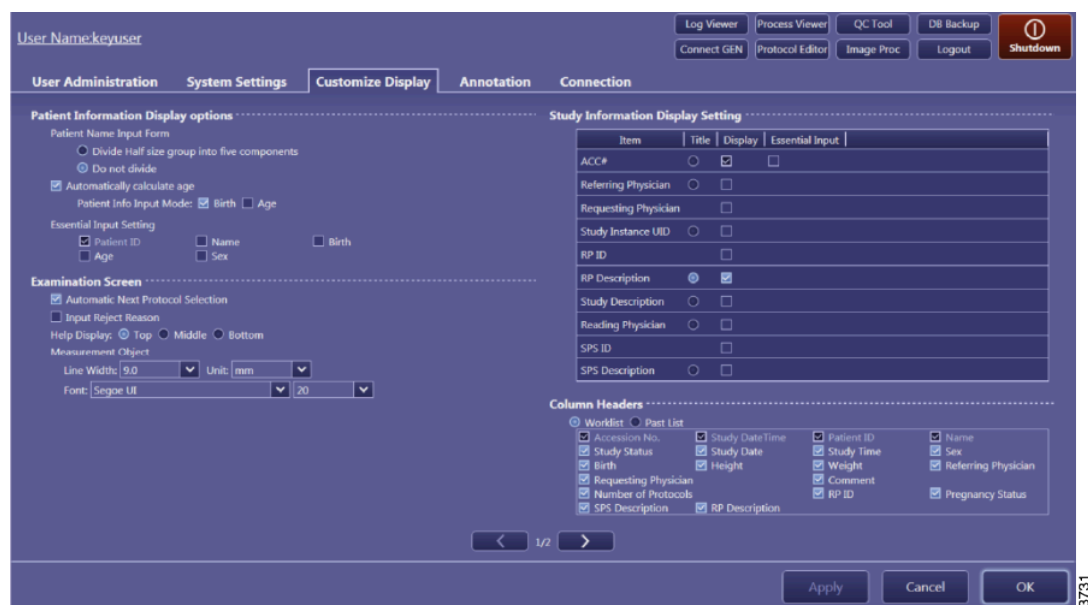 User Name:keyuser
Log Viewer Process Viewer QC Tool DB Backup
Connect GEN Protocol Editor Image Proc Logout
Shutdown
User Administration System Settings Customize Display Annotation Connection
Patient Information Display options
Patient Name Input Form
Divide Half size group into five components
Do not divide
Automatically calculate age
Patient Info Input Mode: Birth Age
Essential Input Setting
Patient ID Name Birth
Age Sex
Examination Screen
Automatic Next Protocol Selection
Input Reject Reason
Help Display: Top Middle Bottom
Measurement Object
Line Width: 9.0 Unit: mm
Font: Segoe UI 20
Study Information Display Setting
Item Title Display Essential Input
ACC#
Referring Physician
Requesting Physician
Study Instance UID
RP ID
RP Description
Study Description
Reading Physician
SPS ID
SPS Description
Column Headers
Worklist Past List
Accession No. Study DateTime Patient ID Name
Study Status Study Date Study Time Sex
Birth Height Weight Referring Physician
Requesting Physician Comment
Number of Protocols RP ID Pregnancy Status
SPS Description RP Description
1/2
Apply Cancel OK